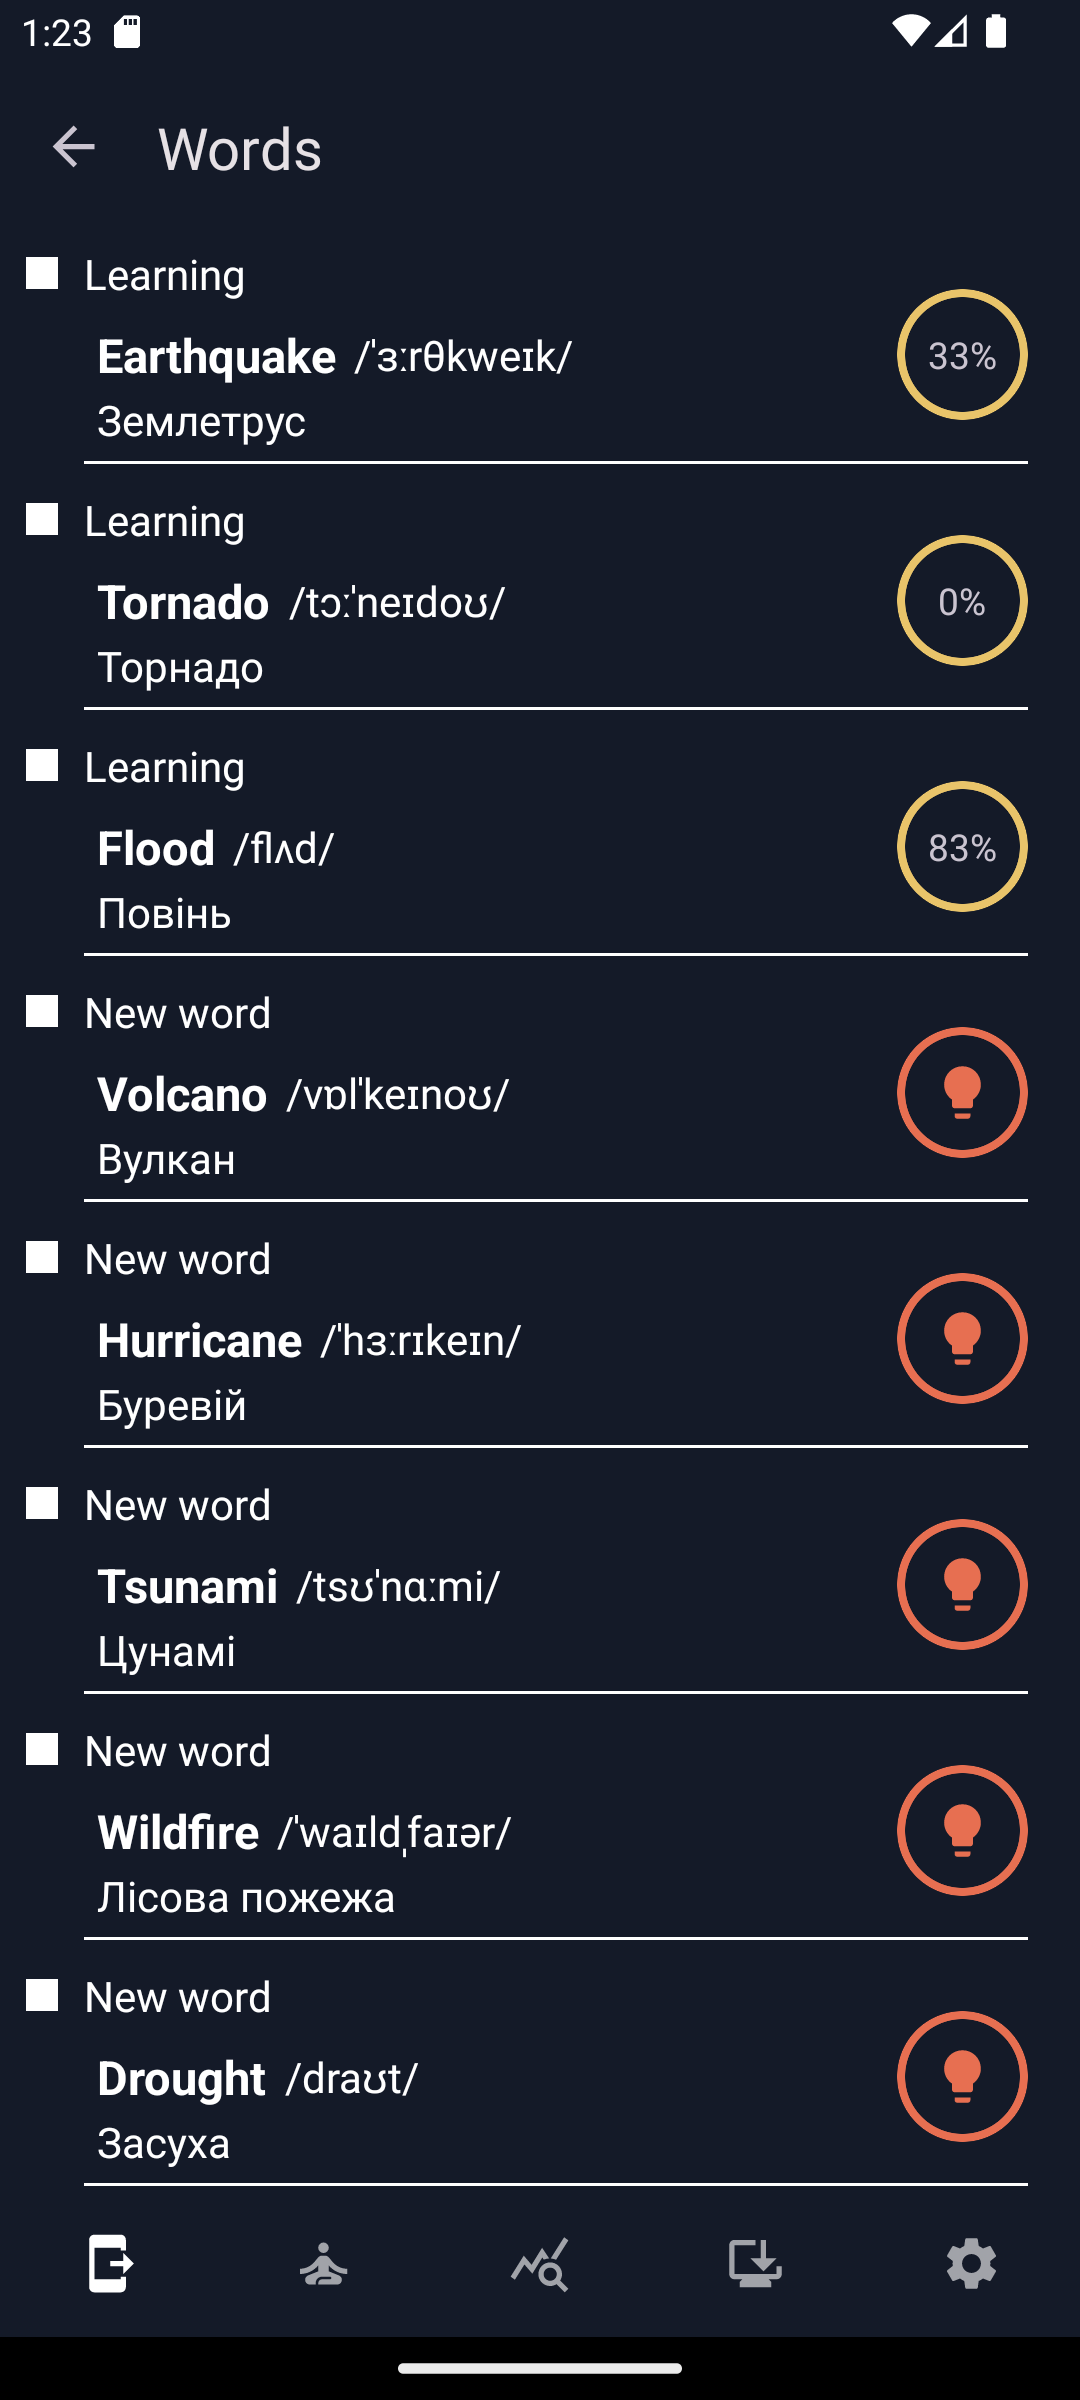 1:23
Words
Learning
Earthquake /ˈɜːrθkweɪk/
33%
Землетрус
Learning
Tornado /tɔːˈneɪdoʊ/
0%
Торнадо
Learning
Flood /flʌd/
83%
Повінь
New word
Volcano /vɒlˈkeɪnoʊ/
Вулкан
New word
Hurricane /ˈhɜːrɪkeɪn/
Буревій
New word
Tsunami /tsʊˈnɑːmi/
Цунамі
New word
Wildfire /ˈwaɪldˌfaɪər/
Лісова пожежа
New word
Drought /draʊt/
Засуха